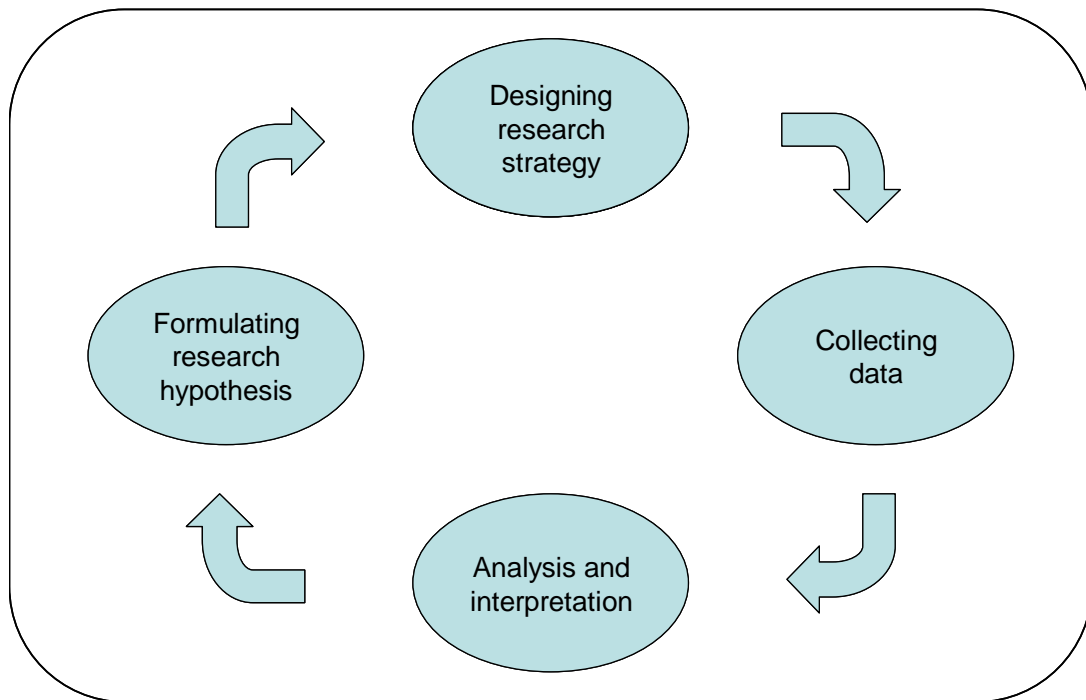 Designing
research
strategy
Formulating
research
hypothesis
Collecting
data
Analysis and
interpretation